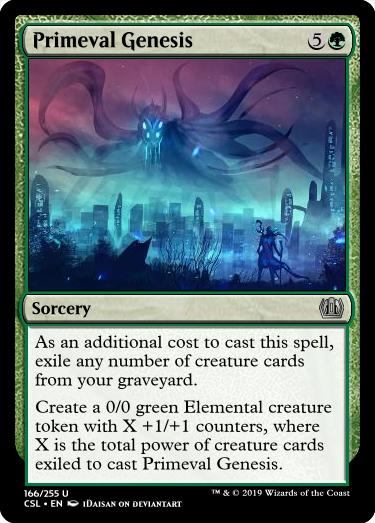 Primeval Genesis 5
Sorcery
As an additional cost to cast this spell,
exile any number of creature cards
from your graveyard.
Create a 0/0 green Elemental creature
token with X +1/+1 counters, where
X is the total power of creature cards
exiled to cast Primeval Genesis.
166/255 U ™ & © 2019 Wizards of the Coast
CSL • EN 1DAISAN ON DEVIANTART